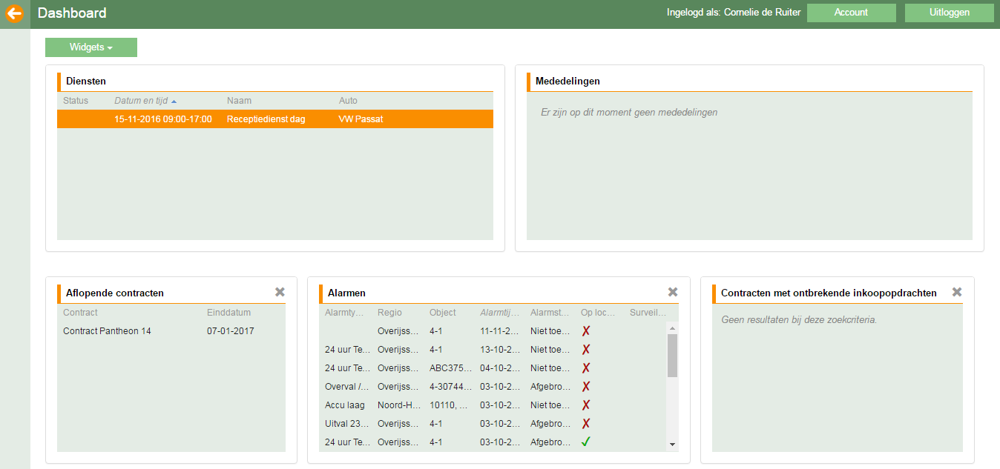 Dashboard Ingelogd als: Cornelie de Ruiter Account Uitloggen
Widgets
Diensten
Status Datum en tijd Naam Auto
15-11-2016 09:00-17:00 Receptiedienst dag VW Passat
Mededelingen
Er zijn op dit moment geen mededelingen
Aflopende contracten
Contract Einddatum
Contract Pantheon 14 07-01-2017
Alarmen
Alarmty... Regio Object Alarmtij... Alarmst... Op loc... Surveil...
Overijss... 4-1 11-11-2... Niet toe... ✗
24 uur Te... Overijss... 4-1 13-10-2... Niet toe... ✗
24 uur Te... Overijss... ABC375... 04-10-2... Niet toe... ✗
Overval /... Overijss... 4-30744... 03-10-2... Afgebro... ✗
Accu laag Noord-H... 10110, ... 03-10-2... Niet toe... ✗
Uitval 23... Overijss... 4-1 03-10-2... Afgebro... ✗
24 uur Te... Overijss... 4-1 03-10-2... Afgebro... ✓
Contracten met ontbrekende inkoopopdrachten
Geen resultaten bij deze zoekcriteria.